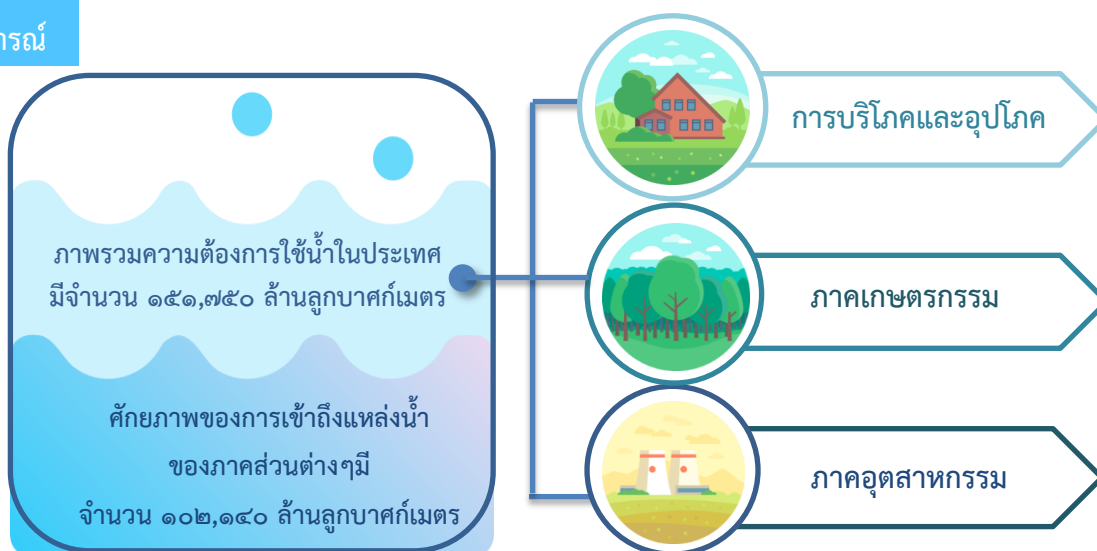 ภาพรวมความต้องการใช้น้ำในประเทศ
มีจำนวน ๑๕๑,๗๕๐ ล้านลูกบาศก์เมตร
ศักยภาพของการเข้าถึงแหล่งน้ำ
ของภาคส่วนต่างๆมี
จำนวน ๑๐๒,๑๔๐ ล้านลูกบาศก์เมตร
การบริโภคและอุปโภค
ภาคเกษตรกรรม
ภาคอุตสาหกรรม